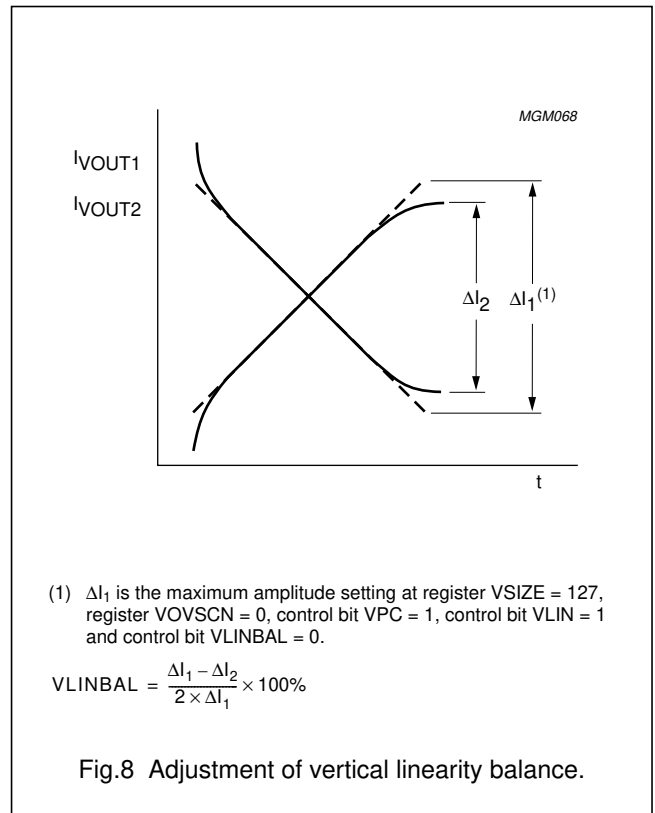 MGM068
IVOUT1
IVOUT2
ΔI2
ΔI1(1)
t
(1) ΔI1 is the maximum amplitude setting at register VSIZE = 127,
register VOVSCN = 0, control bit VPC = 1, control bit VLIN = 1
and control bit VLINBAL = 0.
VLINBAL = (ΔI1 – ΔI2) / (2 × ΔI1) × 100%
Fig.8 Adjustment of vertical linearity balance.